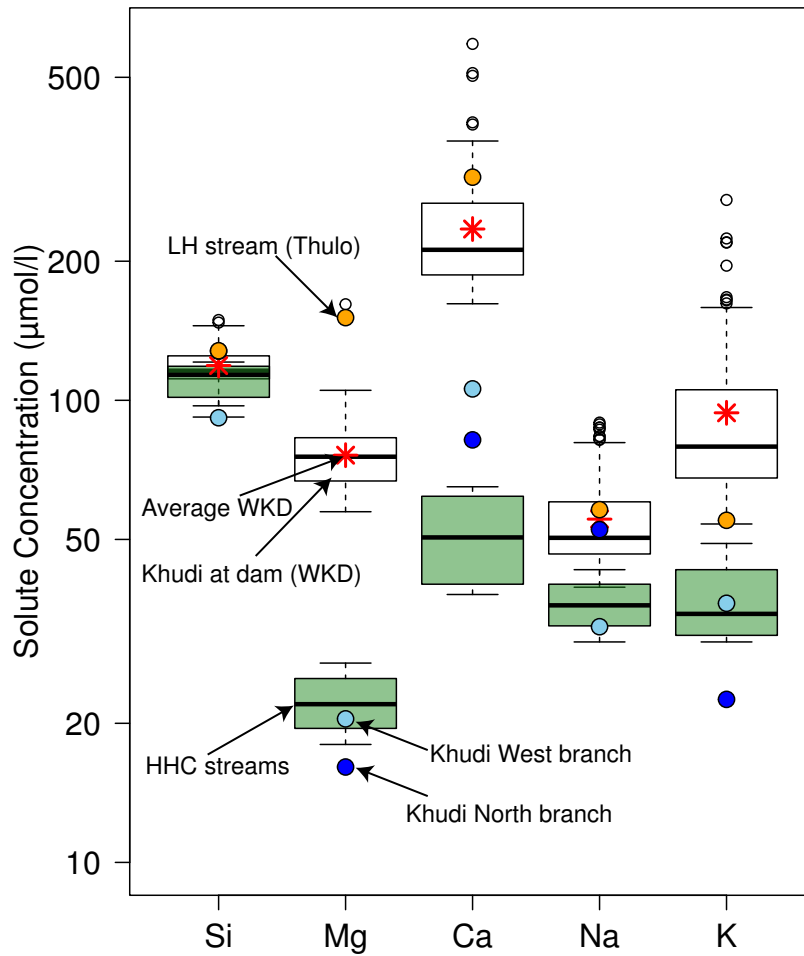 Solute Concentration (µmol/l)
500
200
100
50
20
10
LH stream (Thulo)
Average WKD
Khudi at dam (WKD)
HHC streams
Khudi West branch
Khudi North branch
Si Mg Ca Na K